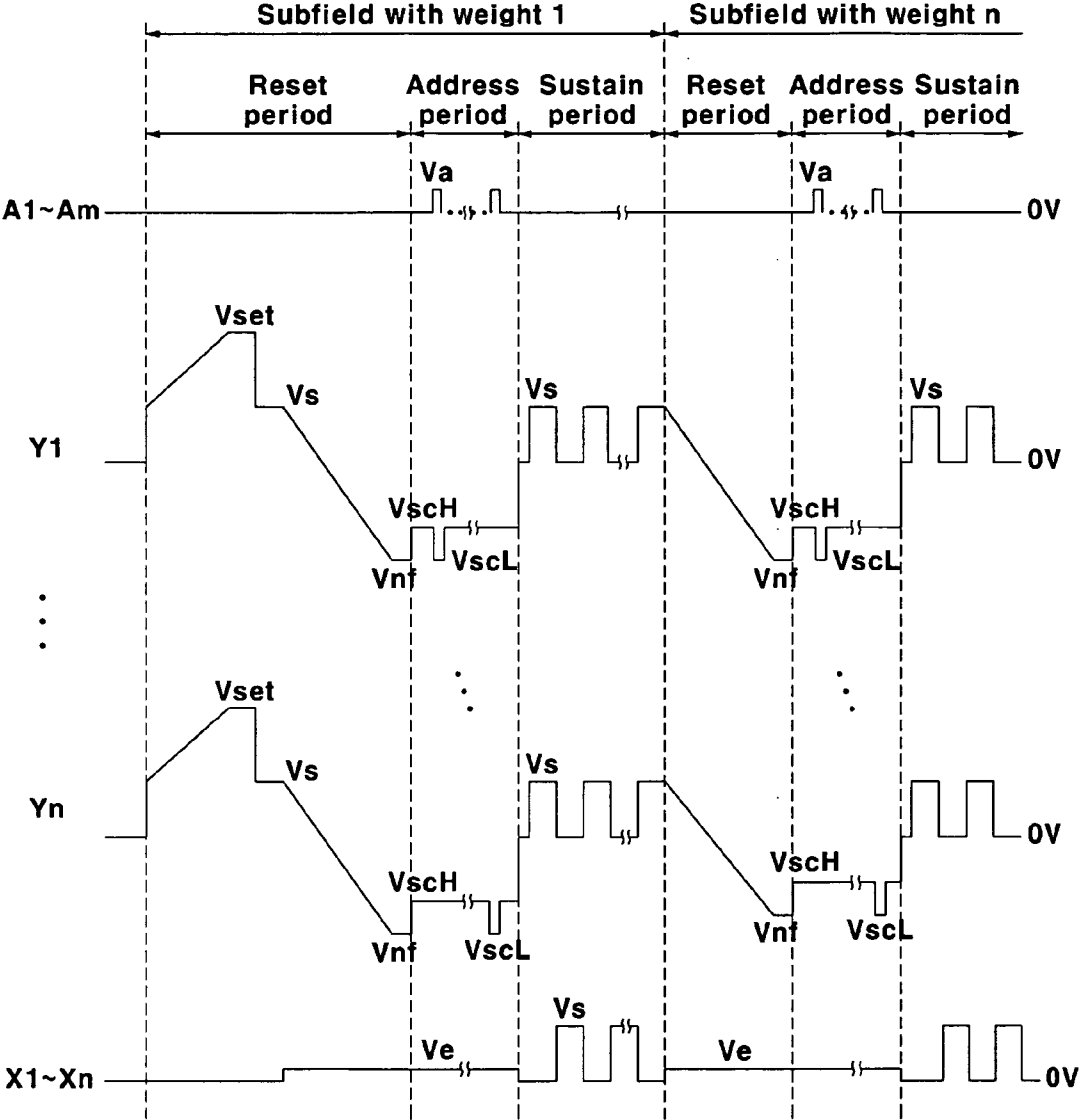 Subfield with weight 1
Subfield with weight n
Reset period
Address period
Sustain period
Reset period
Address period
Sustain period
A1~Am
Va
Va
0V
Y1
Vset
Vs
Vnf
VscH
VscL
Vs
Vnf
VscH
VscL
Vs
0V
Yn
Vset
Vs
Vnf
VscH
VscL
Vs
Vnf
VscH
VscL
0V
X1~Xn
Ve
Vs
Ve
0V